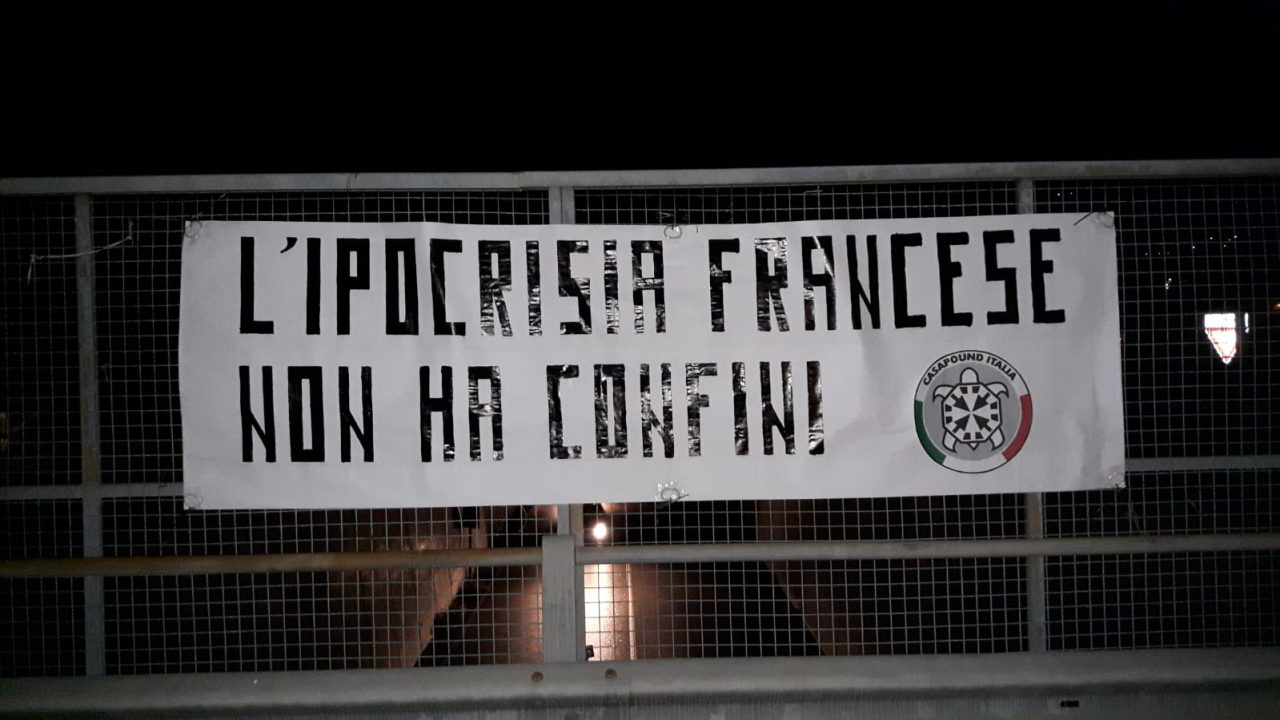 L'IPOCRISIA FRANCESE
NON HA CONFINI
CASAPOUND ITALIA